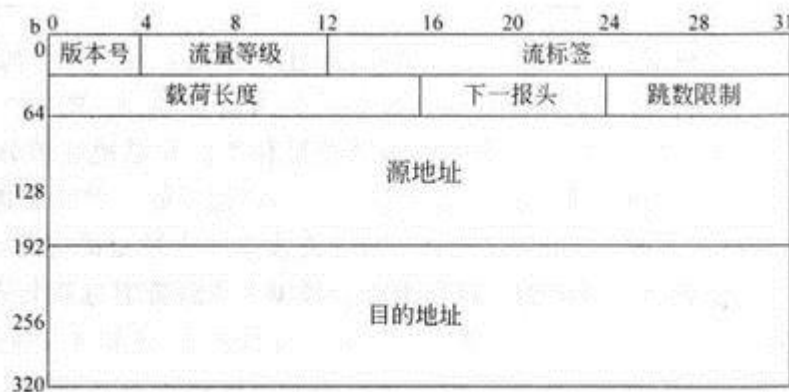 b 0 4 8 12 16 20 24 28 31
0 版本号 流量等级 流标签
载荷长度 下一报头 跳数限制
64
源地址
128
192
目的地址
256
320